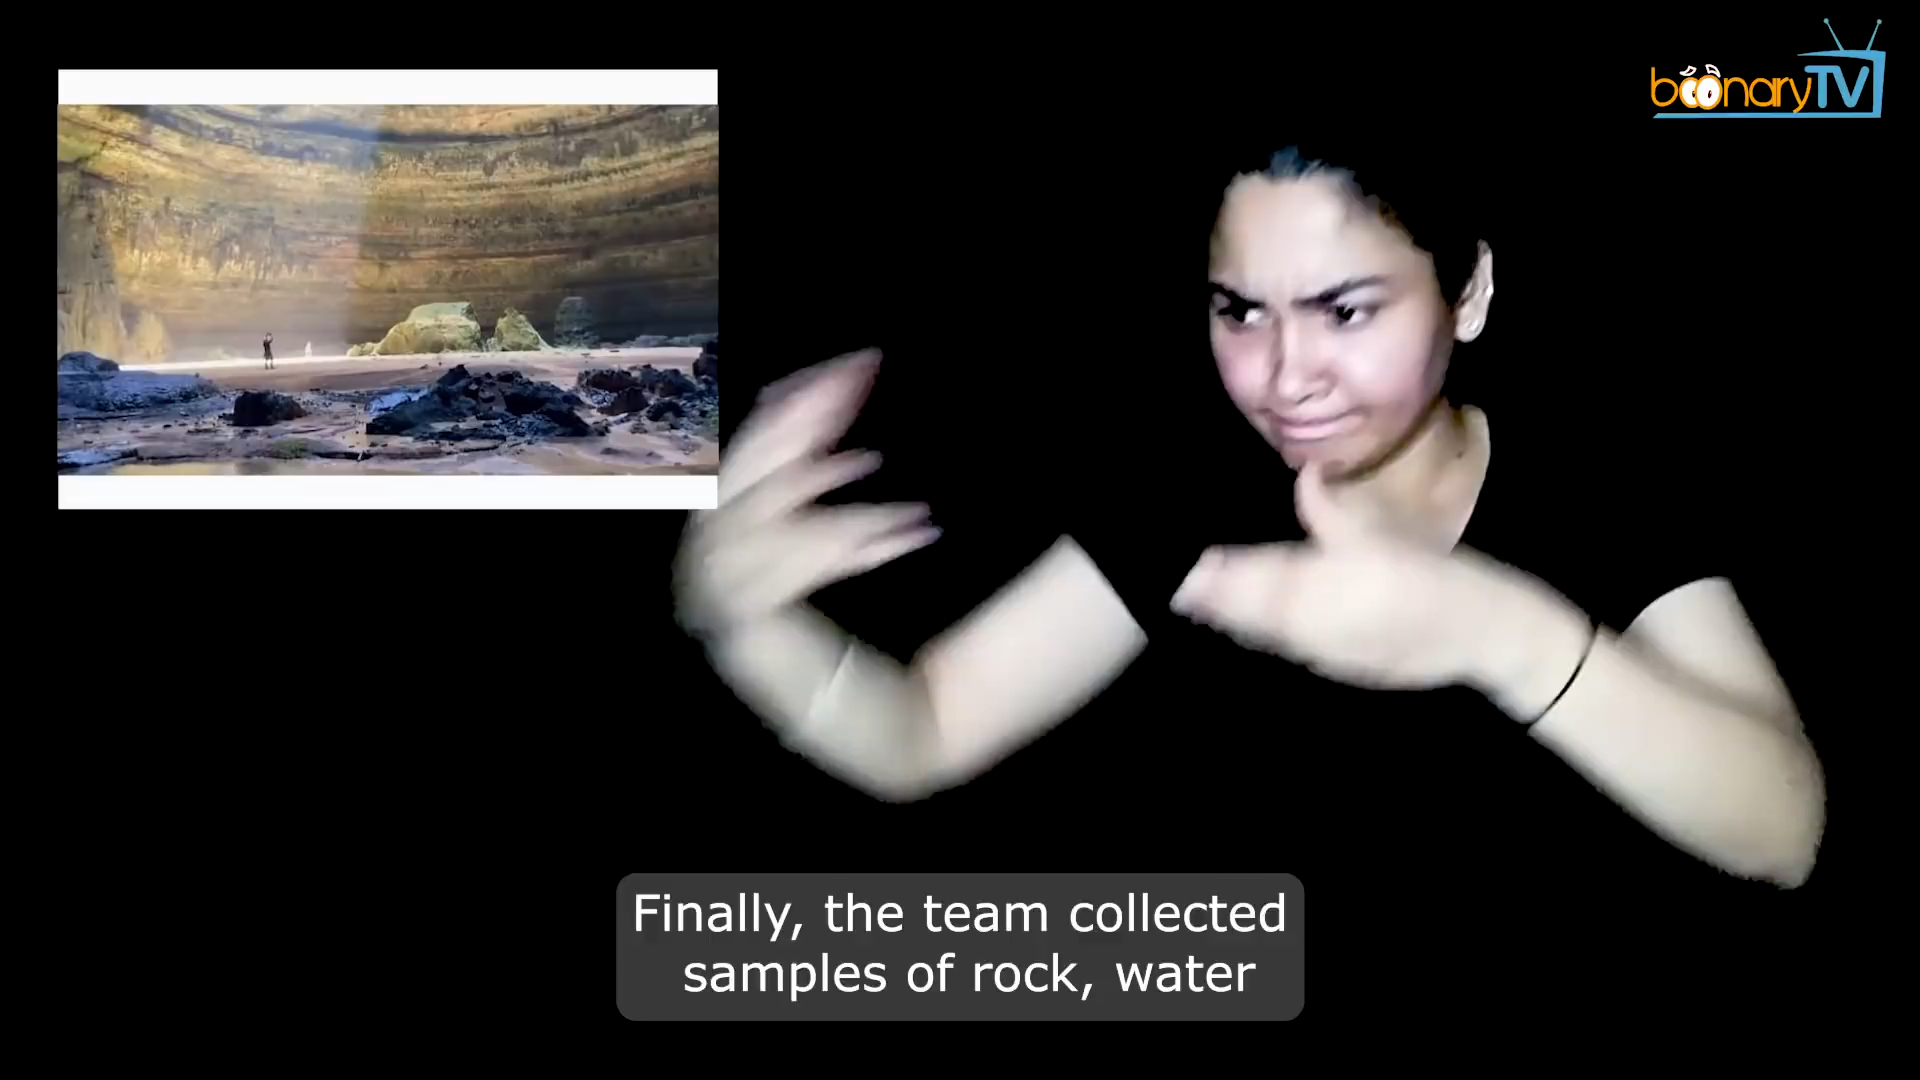 boonaryTV
Finally, the team collected
samples of rock, water